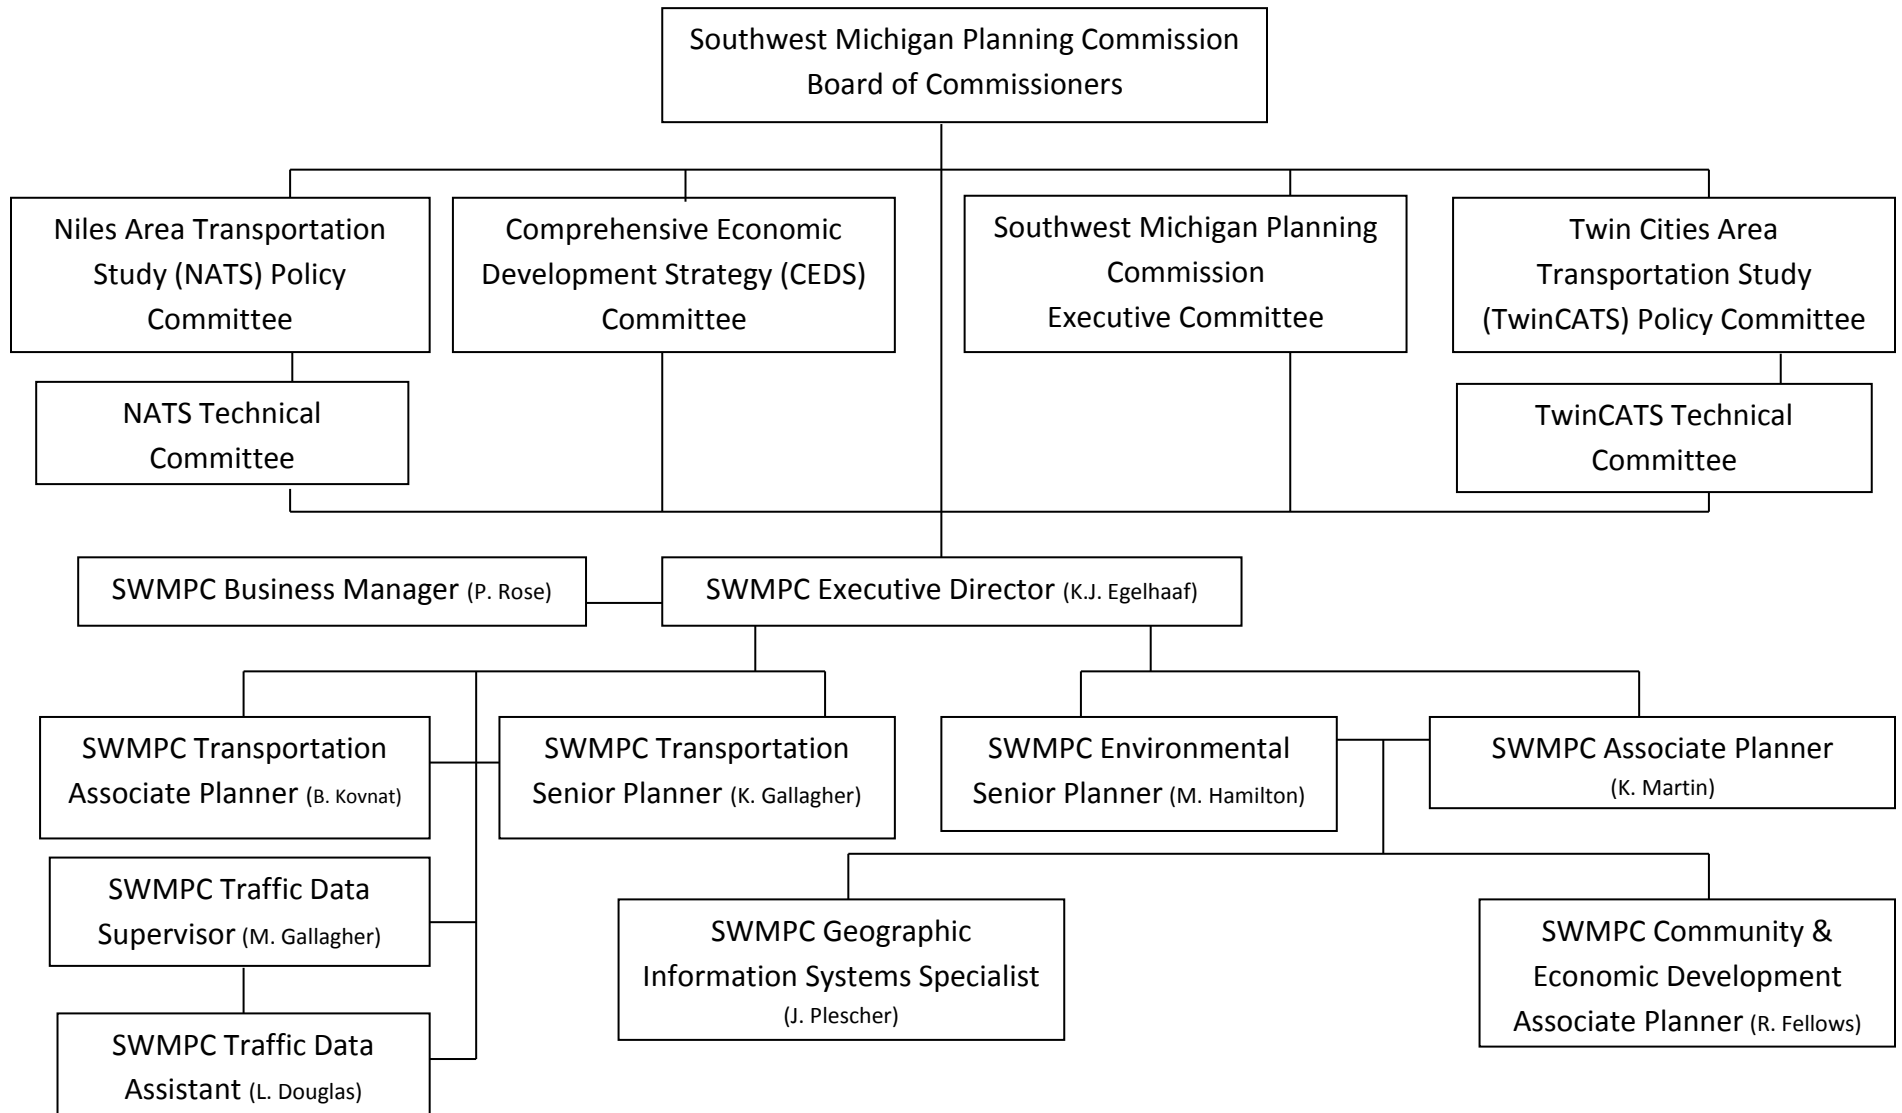 Southwest Michigan Planning Commission
Board of Commissioners
Niles Area Transportation
Study (NATS) Policy
Committee
Comprehensive Economic
Development Strategy (CEDS)
Committee
Southwest Michigan Planning
Commission
Executive Committee
Twin Cities Area
Transportation Study
(TwinCATS) Policy Committee
NATS Technical
Committee
TwinCATS Technical
Committee
SWMPC Business Manager (P. Rose)
SWMPC Executive Director (K.J. Egelhaaf)
SWMPC Transportation
Associate Planner (B. Kovnat)
SWMPC Transportation
Senior Planner (K. Gallagher)
SWMPC Environmental
Senior Planner (M. Hamilton)
SWMPC Associate Planner
(K. Martin)
SWMPC Traffic Data
Supervisor (M. Gallagher)
SWMPC Geographic
Information Systems Specialist
(J. Plescher)
SWMPC Community &
Economic Development
Associate Planner (R. Fellows)
SWMPC Traffic Data
Assistant (L. Douglas)